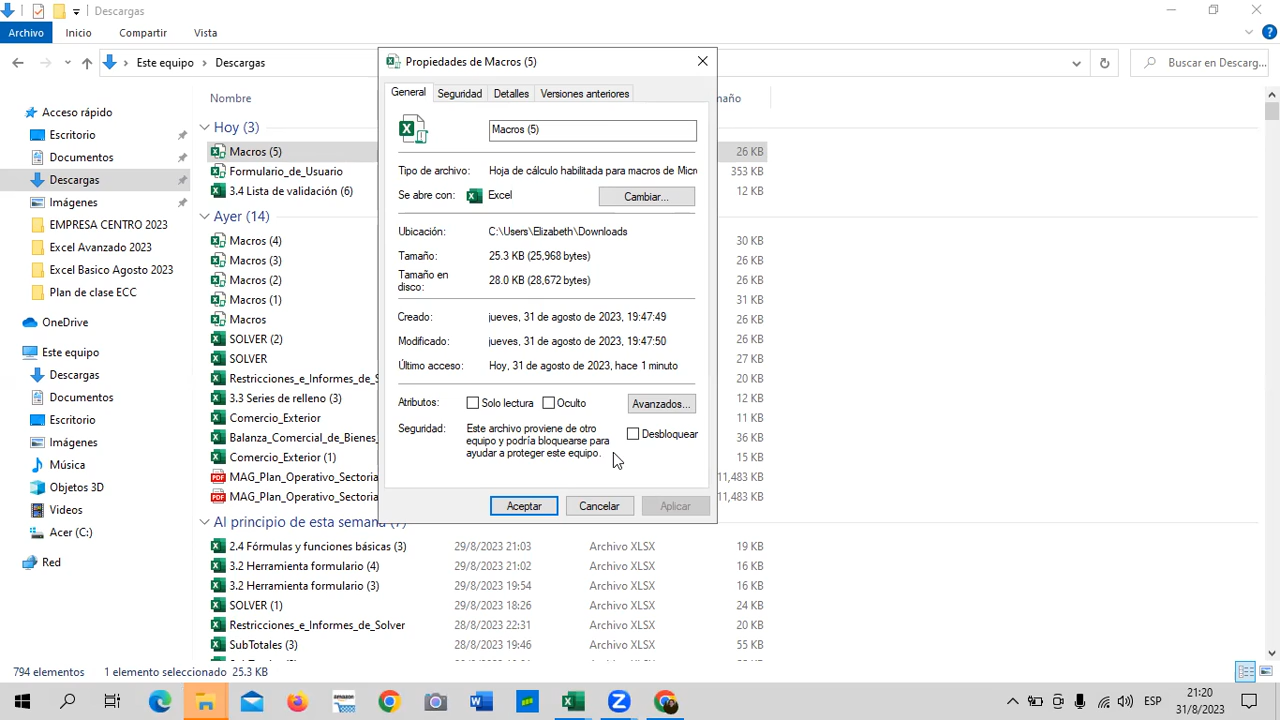 Descargas
Archivo
Inicio
Compartir
Vista
Este equipo
Descargas
Buscar en Descarg...
Nombre
Acceso rápido
Escritorio
Documentos
Descargas
Imágenes
EMPRESA CENTRO 2023
Excel Avanzado 2023
Excel Basico Agosto 2023
Plan de clase ECC
OneDrive
Este equipo
Descargas
Documentos
Escritorio
Imágenes
Música
Objetos 3D
Videos
Acer (C:)
Red
Hoy (3)
Macros (5)
26 KB
Formulario_de_Usuario
353 KB
3.4 Lista de validación (6)
12 KB
Ayer (14)
Macros (4)
30 KB
Macros (3)
26 KB
Macros (2)
26 KB
Macros (1)
31 KB
Macros
26 KB
SOLVER (2)
26 KB
SOLVER
27 KB
Restricciones_e_Informes_de_S
20 KB
3.3 Series de relleno (3)
12 KB
Comercio_Exterior
11 KB
Balanza_Comercial_de_Bienes_
36 KB
Comercio_Exterior (1)
15 KB
MAG_Plan_Operativo_Sectoria
11,483 KB
MAG_Plan_Operativo_Sectoria
11,483 KB
Al principio de esta semana
2.4 Fórmulas y funciones básicas (3)
29/8/2023 21:03
Archivo XLSX
19 KB
3.2 Herramienta formulario (4)
29/8/2023 21:02
Archivo XLSX
16 KB
3.2 Herramienta formulario (3)
29/8/2023 19:54
Archivo XLSX
16 KB
SOLVER (1)
29/8/2023 18:26
Archivo XLSX
24 KB
Restricciones_e_Informes_de_Solver
28/8/2023 22:31
Archivo XLSX
20 KB
SubTotales (3)
28/8/2023 19:46
Archivo XLSX
55 KB
Propiedades de Macros (5)
General
Seguridad
Detalles
Versiones anteriores
Macros (5)
Tipo de archivo:
Hoja de cálculo habilitada para macros de Micr
Se abre con:
Excel
Cambiar...
Ubicación:
C:\Users\Elizabeth\Downloads
Tamaño:
25.3 KB (25,968 bytes)
Tamaño en
disco:
28.0 KB (28,672 bytes)
Creado:
jueves, 31 de agosto de 2023, 19:47:49
Modificado:
jueves, 31 de agosto de 2023, 19:47:50
Último acceso:
Hoy, 31 de agosto de 2023, hace 1 minuto
Atributos:
Solo lectura
Oculto
Avanzados...
Seguridad:
Este archivo proviene de otro
equipo y podría bloquearse para
ayudar a proteger este equipo.
Desbloquear
Aceptar
Cancelar
Aplicar
794 elementos
1 elemento seleccionado 25.3 KB
amazon
ESP
21:20
31/8/2023